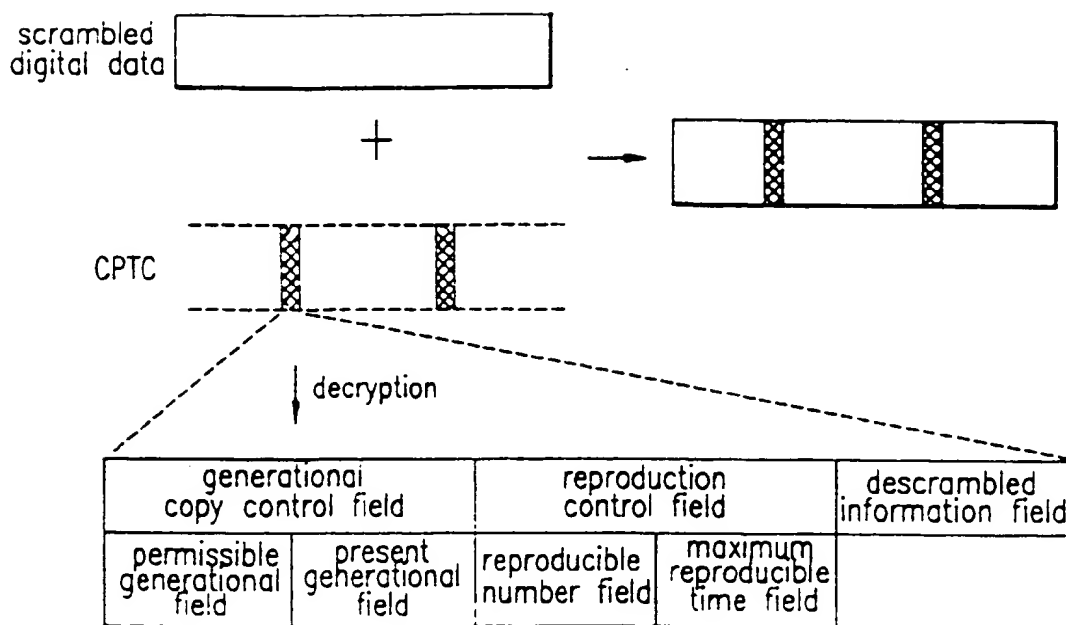 scrambled
digital data
+
CPTC
decryption
generational
copy control field
reproduction
control field
descrambled
information field
permissible
generational
field
present
generational
field
reproducible
number field
maximum
reproducible
time field